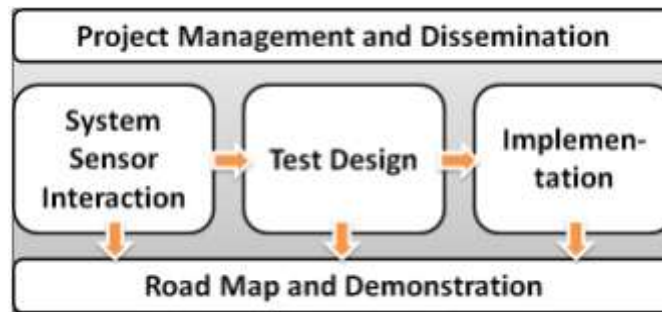 Project Management and Dissemination
System
Sensor
Interaction
Test Design
Implemen-
tation
Road Map and Demonstration